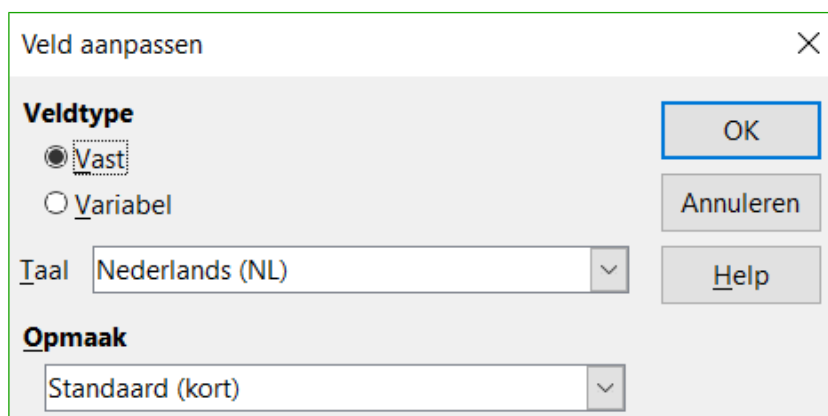 Veld aanpassen
Veldtype
OK
Vast
Variabel
Annuleren
Taal Nederlands (NL)
Help
Opmaak
Standaard (kort)